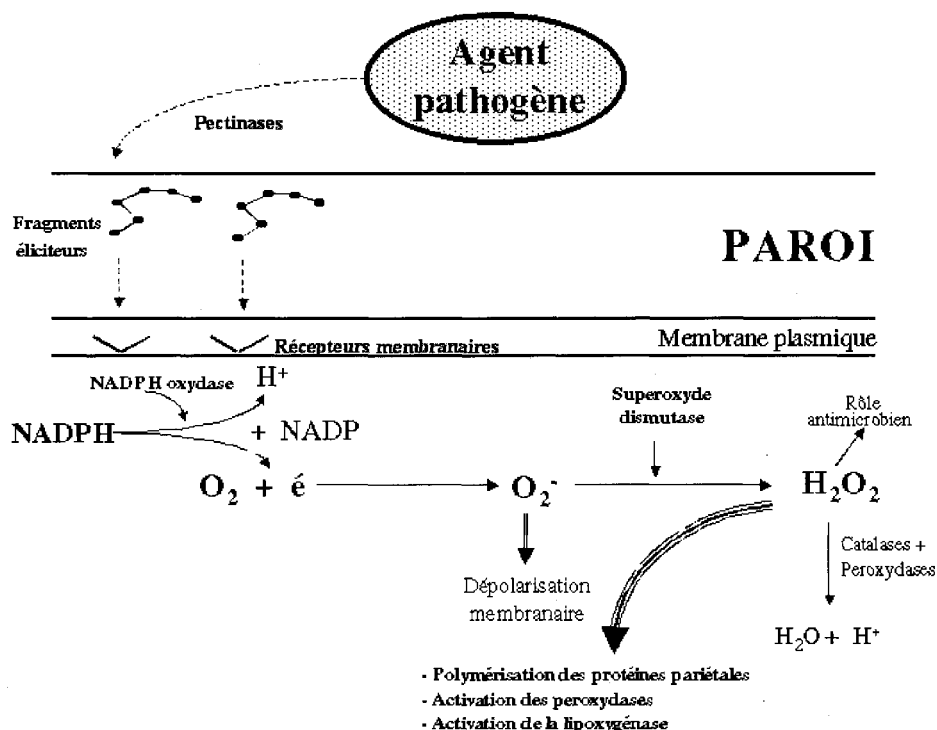 Agent
pathogène
Pectinases
Fragments
éliciteurs
PAROI
Membrane plasmique
Récepteurs membranaires
NADPH oxydase
H⁺
NADPH
+ NADP
O₂ + é
Superoxyde
dismutase
O₂⁻
Rôle
antimicrobien
H₂O₂
Catalases +
Peroxydases
Dépolarisation
membranaire
H₂O + H⁺
- Polymérisation des protéines pariétales
- Activation des peroxydases
- Activation de la lipoxygénase